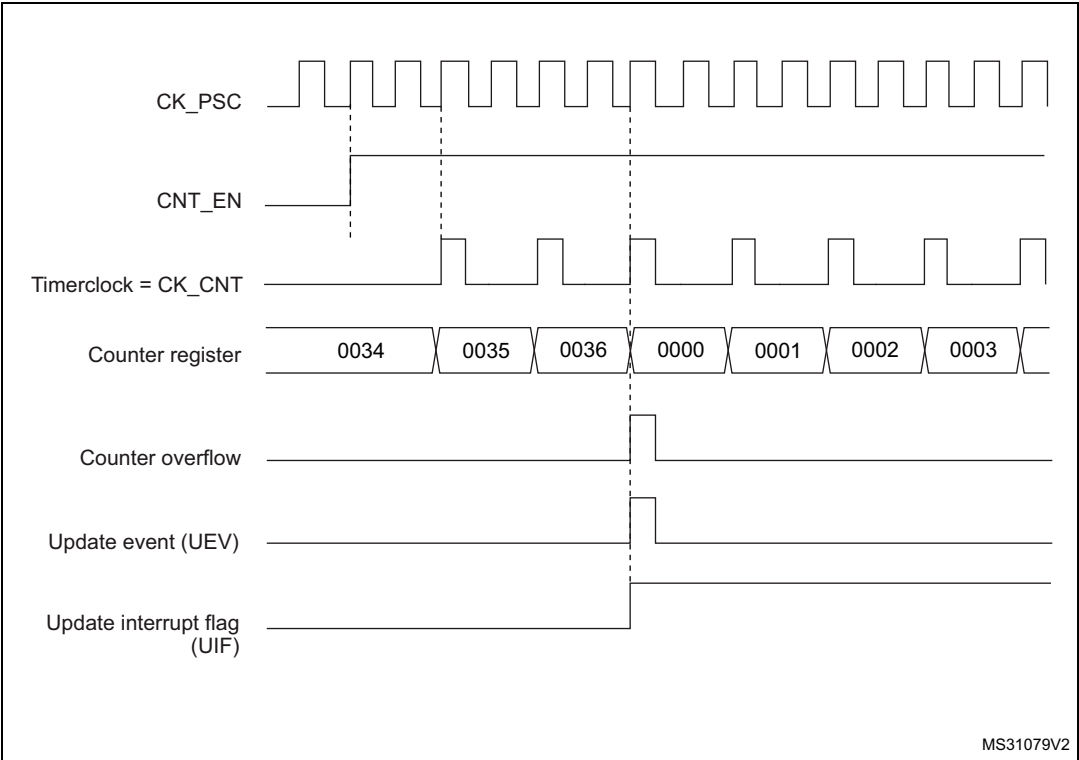 CK_PSC
CNT_EN
Timerclock = CK_CNT
Counter register
0034 0035 0036 0000 0001 0002 0003
Counter overflow
Update event (UEV)
Update interrupt flag
(UIF)
MS31079V2